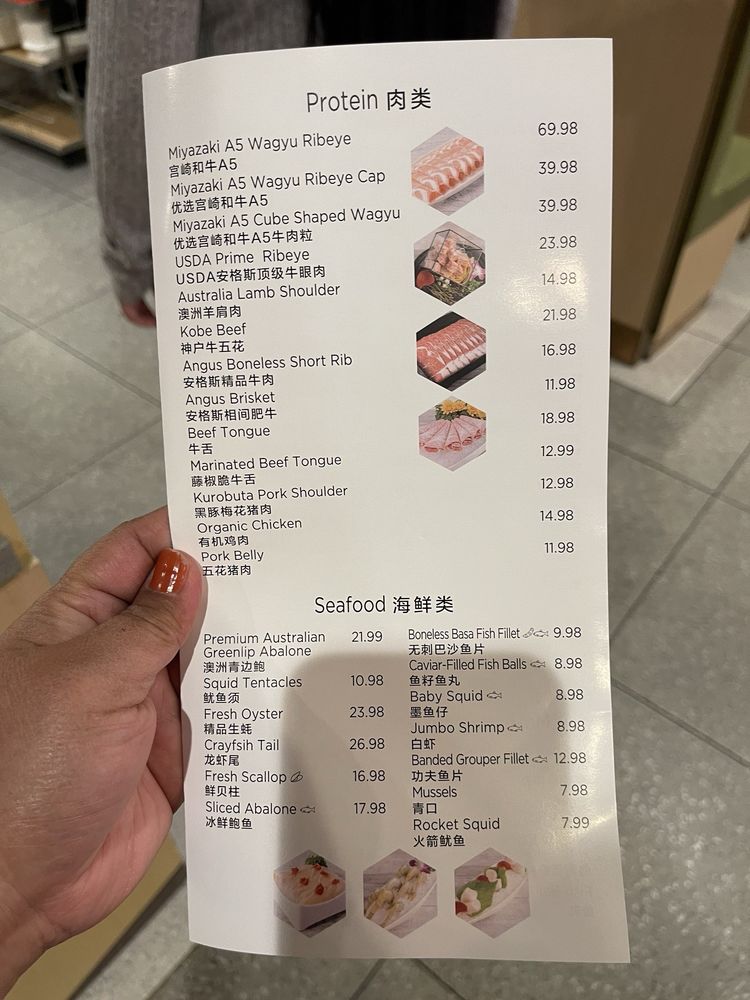 Protein 肉类
Miyazaki A5 Wagyu Ribeye 69.98
宫崎和牛A5
Miyazaki A5 Wagyu Ribeye Cap 39.98
优选宫崎和牛A5
Miyazaki A5 Cube Shaped Wagyu 39.98
优选宫崎和牛A5牛肉粒
USDA Prime Ribeye 23.98
USDA安格斯顶级牛眼肉
Australia Lamb Shoulder 14.98
澳洲羊肩肉
Kobe Beef 21.98
神户牛五花
Angus Boneless Short Rib 16.98
安格斯精品牛肉
Angus Brisket 11.98
安格斯相间肥牛
Beef Tongue 18.98
牛舌
Marinated Beef Tongue 12.99
藤椒脆牛舌
Kurobuta Pork Shoulder 12.98
黑豚梅花猪肉
Organic Chicken 14.98
有机鸡肉
Pork Belly 11.98
五花猪肉
Seafood 海鲜类
Premium Australian 21.99
Greenlip Abalone
澳洲青边鲍
Squid Tentacles 10.98
鱿鱼须
Fresh Oyster 23.98
精品生蚝
Crayfsih Tail 26.98
龙虾尾
Fresh Scallop 16.98
鲜贝柱
Sliced Abalone 17.98
冰鲜鲍鱼
Boneless Basa Fish Fillet 9.98
无刺巴沙鱼片
Caviar-Filled Fish Balls 8.98
鱼籽鱼丸
Baby Squid 8.98
墨鱼仔
Jumbo Shrimp 8.98
白虾
Banded Grouper Fillet 12.98
功夫鱼片
Mussels 7.98
青口
Rocket Squid 7.99
火箭鱿鱼